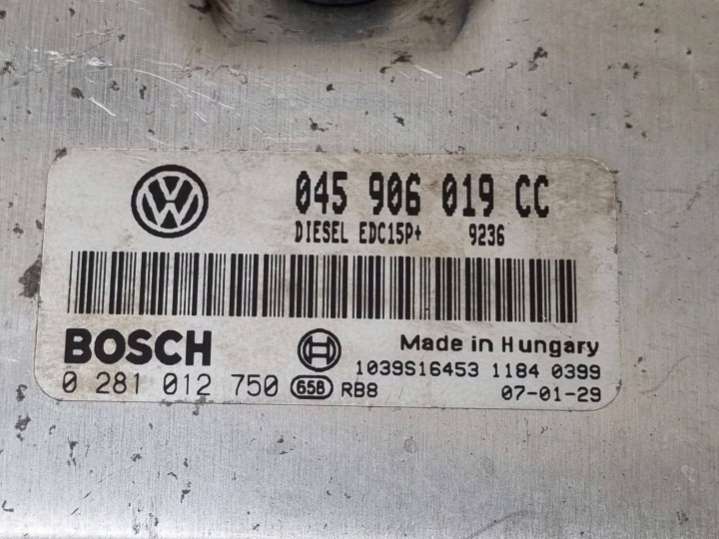 045 906 019 CC
DIESEL EDC15P+ 9236
BOSCH
Made in Hungary
1039S16453 1184 0399
0 281 012 750 658 RB8 07-01-29